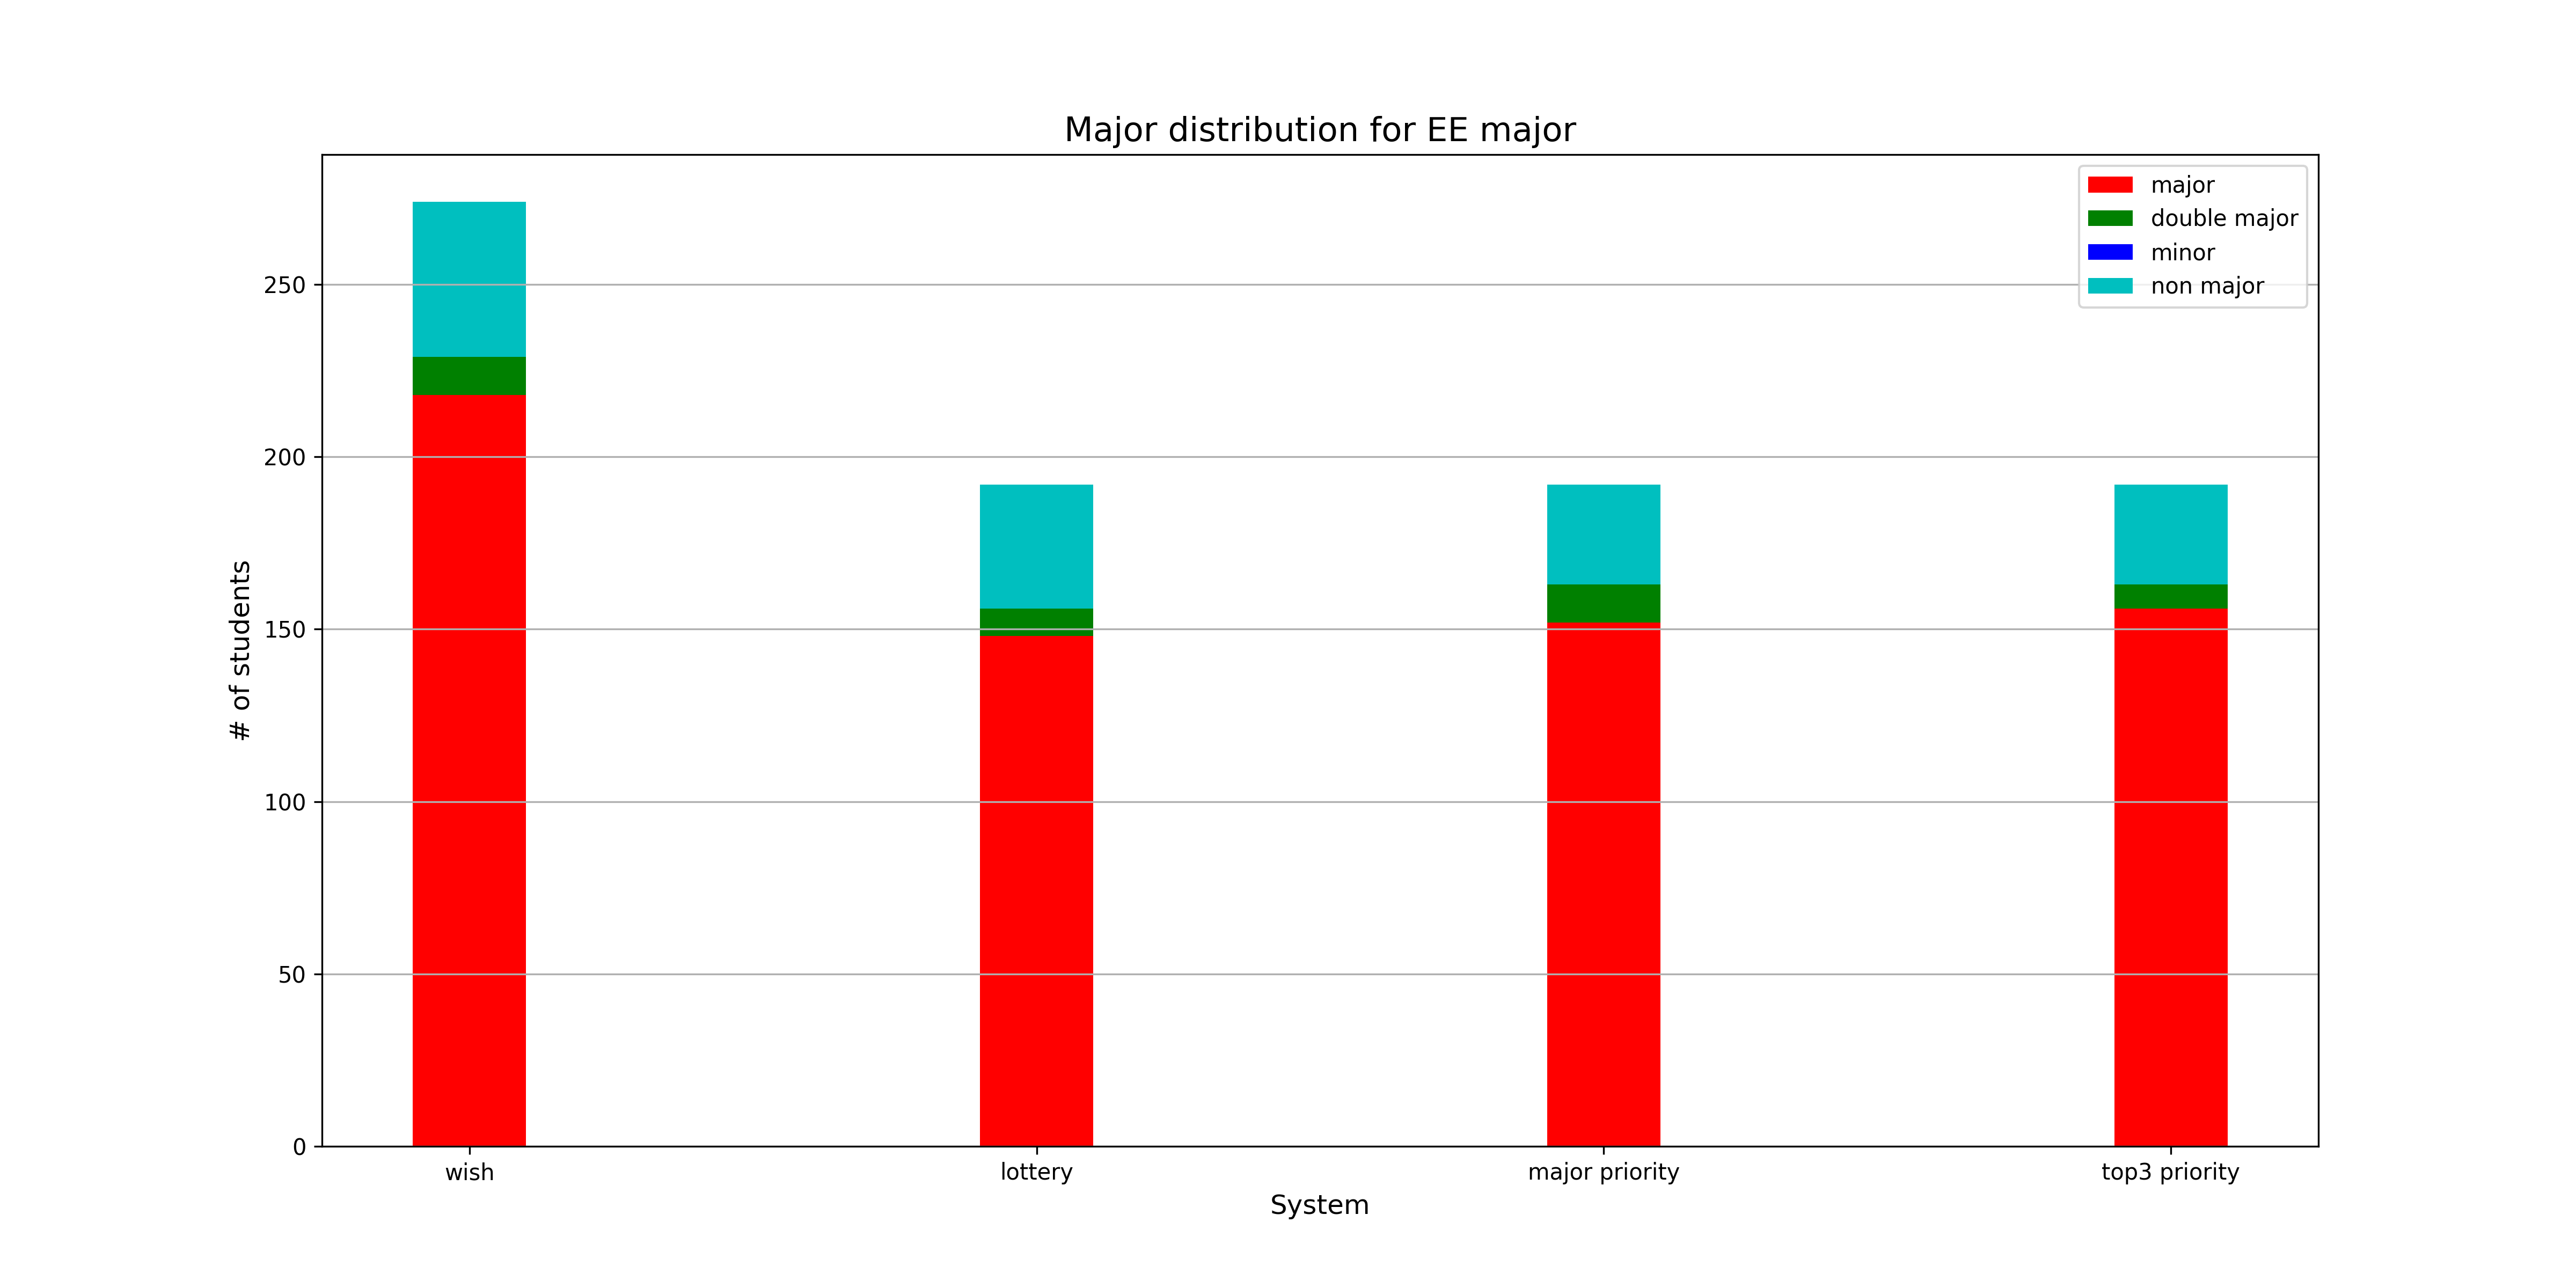 Major distribution for EE major
major
double major
minor
non major
250
200
150
100
50
0
# of students
wish
lottery
major priority
top3 priority
System